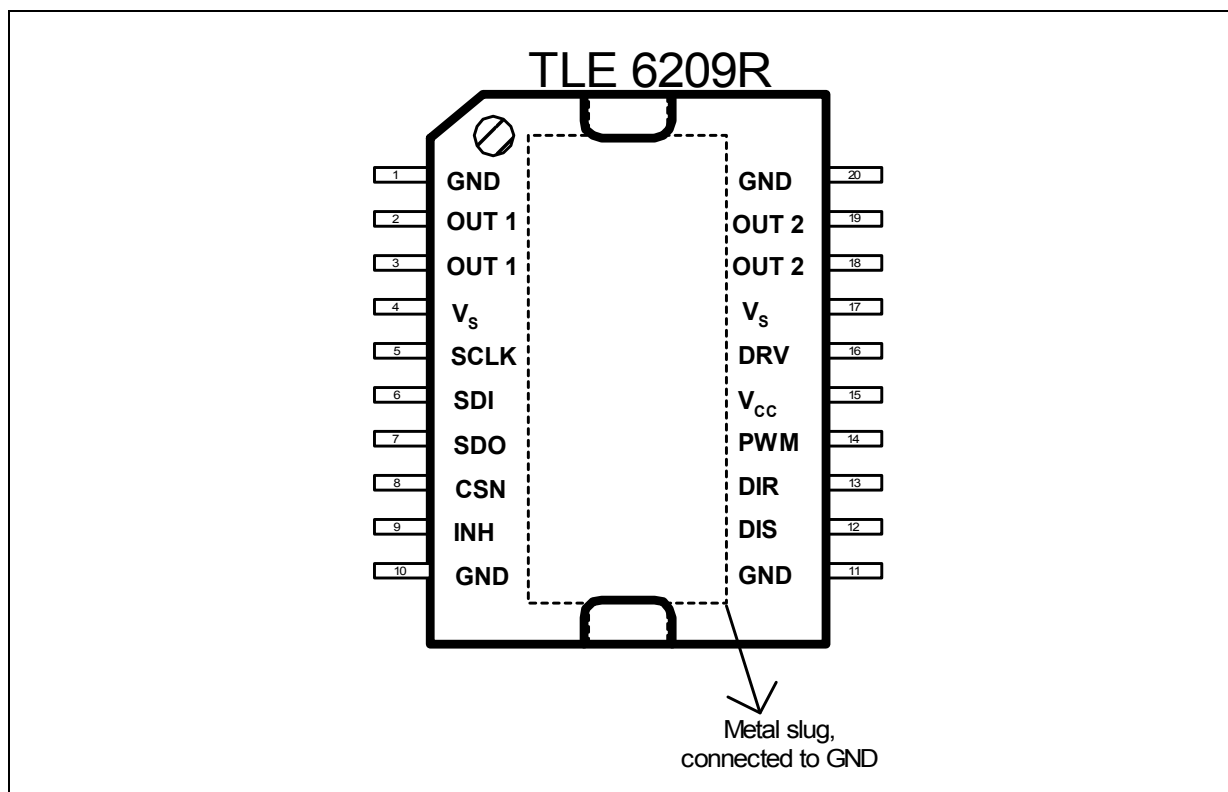 TLE 6209R
1 GND GND 20
2 OUT 1 OUT 2 19
3 OUT 1 OUT 2 18
4 VS VS 17
5 SCLK DRV 16
6 SDI VCC 15
7 SDO PWM 14
8 CSN DIR 13
9 INH DIS 12
10 GND GND 11
Metal slug,
connected to GND